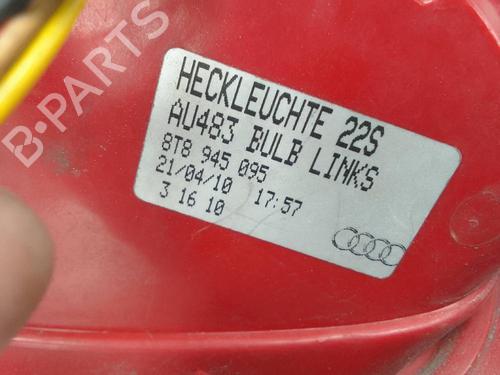 HECKLEUCHTE 22S
AU483 BULB LINKS
8T8 945 095
21/04/10 17:57
3 16 10
B-PARTS